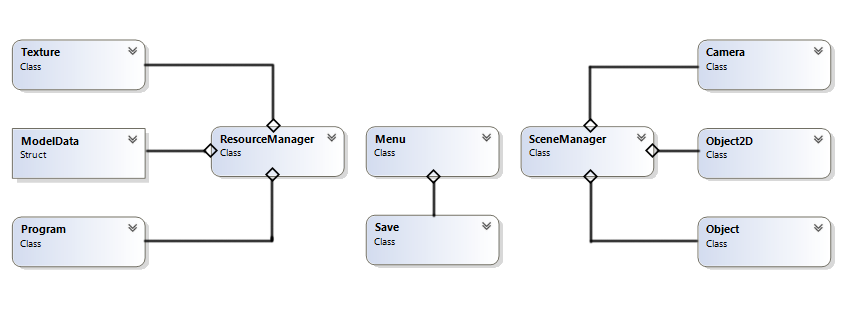 Texture
Class
Camera
Class
ModelData
Struct
ResourceManager
Class
Menu
Class
SceneManager
Class
Object2D
Class
Program
Class
Save
Class
Object
Class